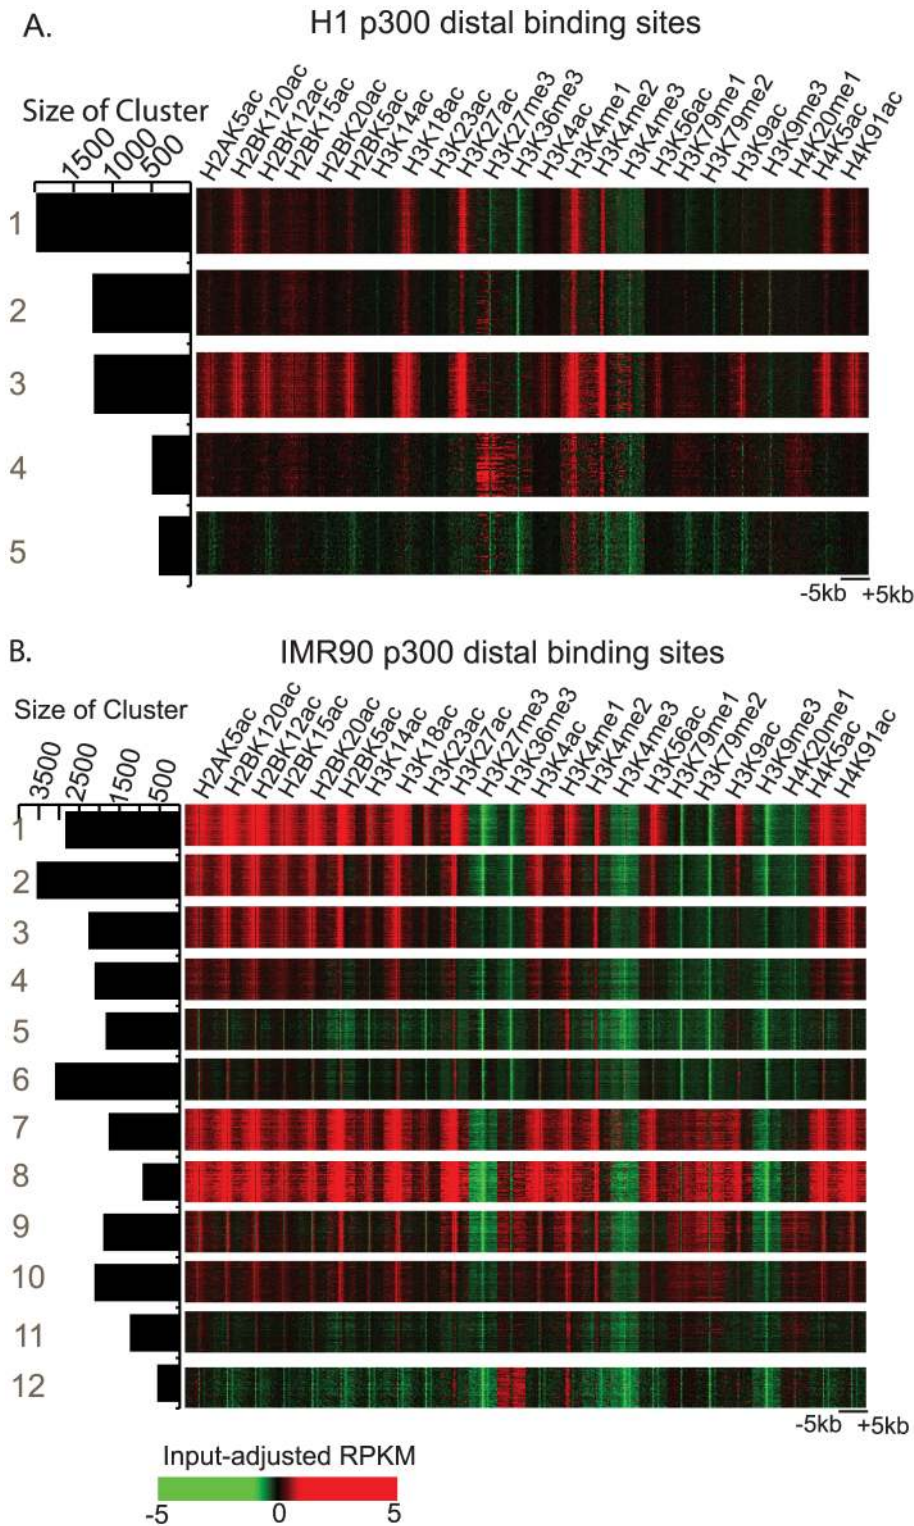 A.
H1 p300 distal binding sites
Size of Cluster
1500 1000 500
H2AK5ac H2BK120ac H2BK12ac H2BK15ac H2BK20ac H2BK5ac H3K14ac H3K18ac H3K23ac H3K27ac H3K27me3 H3K36me3 H3K4ac H3K4me1 H3K4me2 H3K4me3 H3K56ac H3K79me1 H3K79me2 H3K9ac H3K9me3 H4K20me1 H4K5ac H4K91ac
1
2
3
4
5
-5kb +5kb
B.
IMR90 p300 distal binding sites
Size of Cluster
3500 2500 1500 500
H2AK5ac H2BK120ac H2BK12ac H2BK15ac H2BK20ac H2BK5ac H3K14ac H3K18ac H3K23ac H3K27ac H3K27me3 H3K36me3 H3K4ac H3K4me1 H3K4me2 H3K4me3 H3K56ac H3K79me1 H3K79me2 H3K9ac H3K9me3 H4K20me1 H4K5ac H4K91ac
1
2
3
4
5
6
7
8
9
10
11
12
-5kb +5kb
Input-adjusted RPKM
-5 0 5